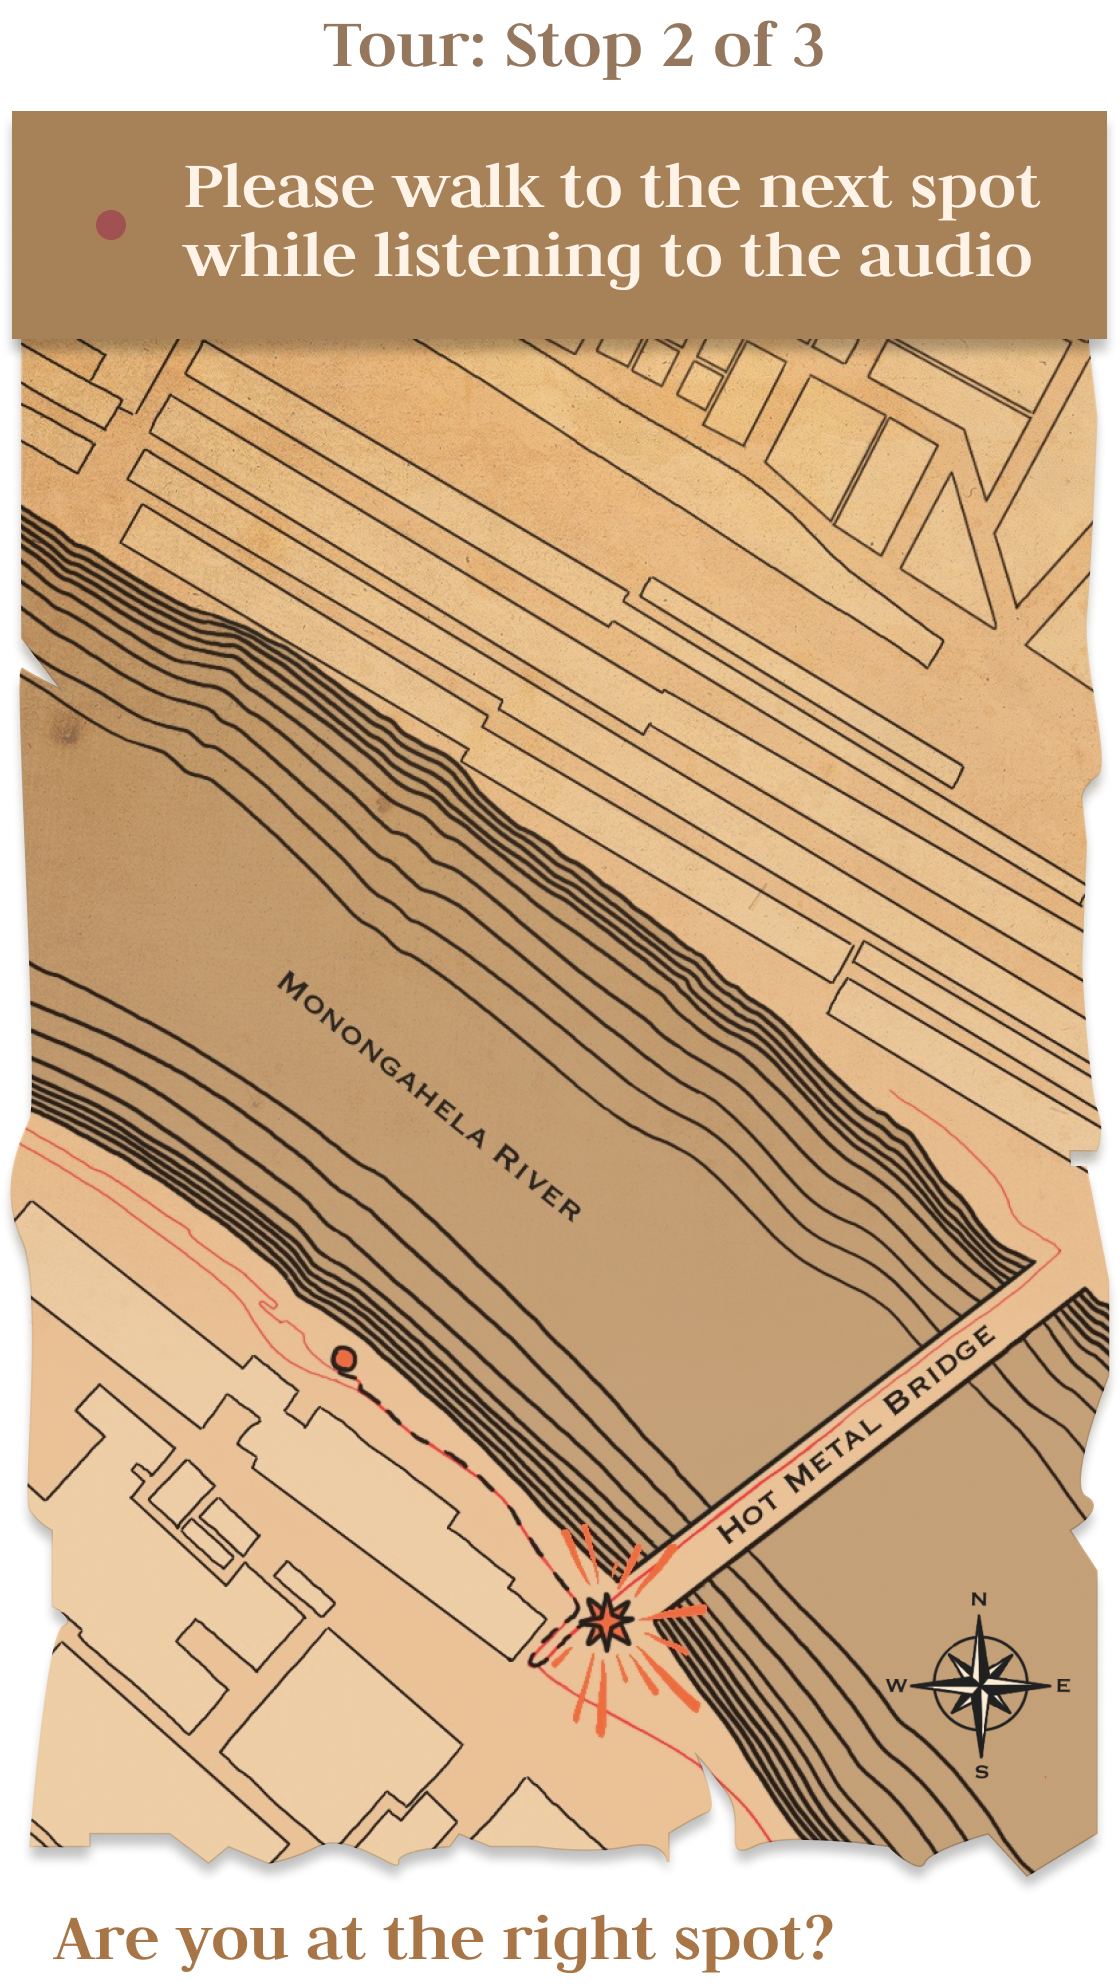 Tour: Stop 2 of 3
Please walk to the next spot
while listening to the audio
MONONGAHELA RIVER
HOT METAL BRIDGE
N
W
E
S
Are you at the right spot?